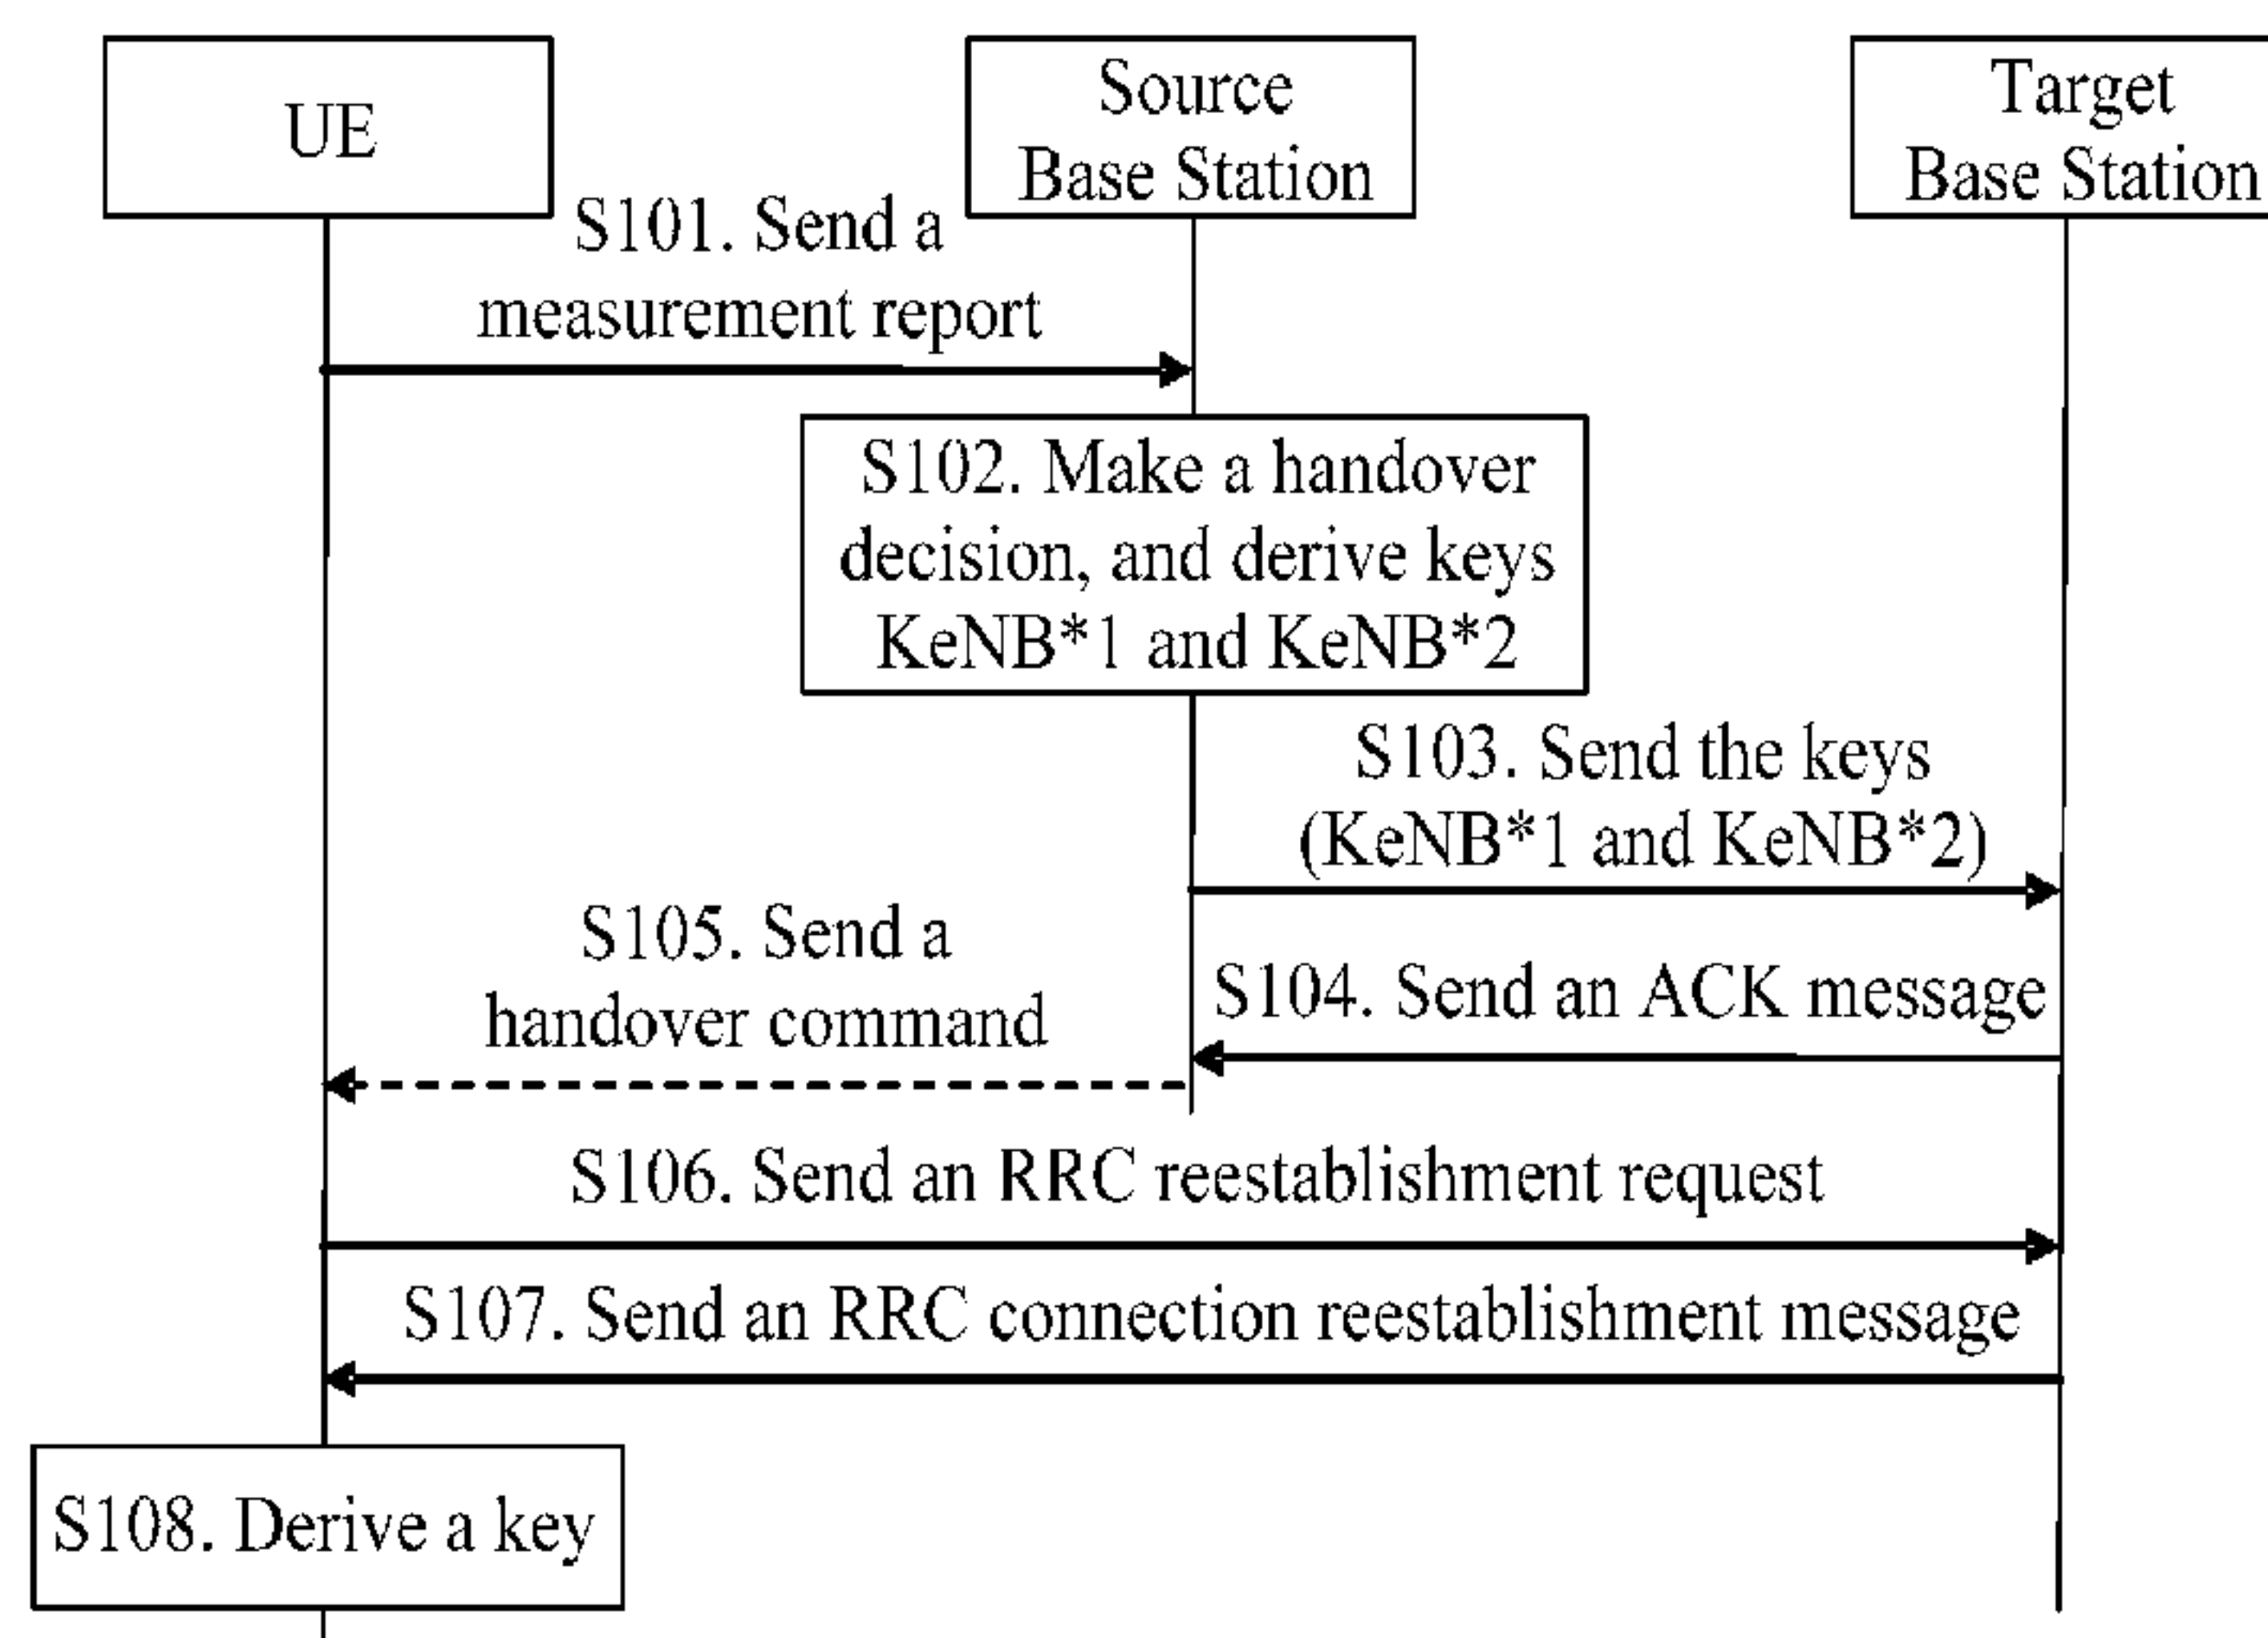 UE
Source
Base Station
Target
Base Station
S101. Send a
measurement report
S102. Make a handover
decision, and derive keys
KeNB*1 and KeNB*2
S103. Send the keys
(KeNB*1 and KeNB*2)
S105. Send a
handover command
S104. Send an ACK message
S106. Send an RRC reestablishment request
S107. Send an RRC connection reestablishment message
S108. Derive a key